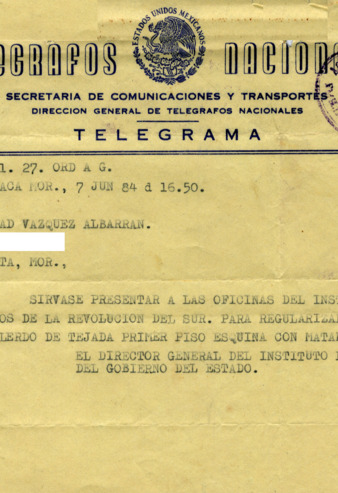 ESTADOS UNIDOS MEXICANOS
EGRAFOS NACION
SECRETARIA DE COMUNICACIONES Y TRANSPORTES
DIRECCION GENERAL DE TELEGRAFOS NACIONALES
TELEGRAMA
1. 27. ORD A G.
ACA MOR., 7 JUN 84 d 16.50.
AD VAZQUEZ ALBARRAN.
TA, MOR.,
SIRVASE PRESENTAR A LAS OFICINAS DEL INS
OS DE LA REVOLUCION DEL SUR. PARA REGULARIZA
LERDO DE TEJADA PRIMER PISO ESQUINA CON MATA
EL DIRECTOR GENERAL DEL INSTITUTO
DEL GOBIERNO DEL ESTADO.